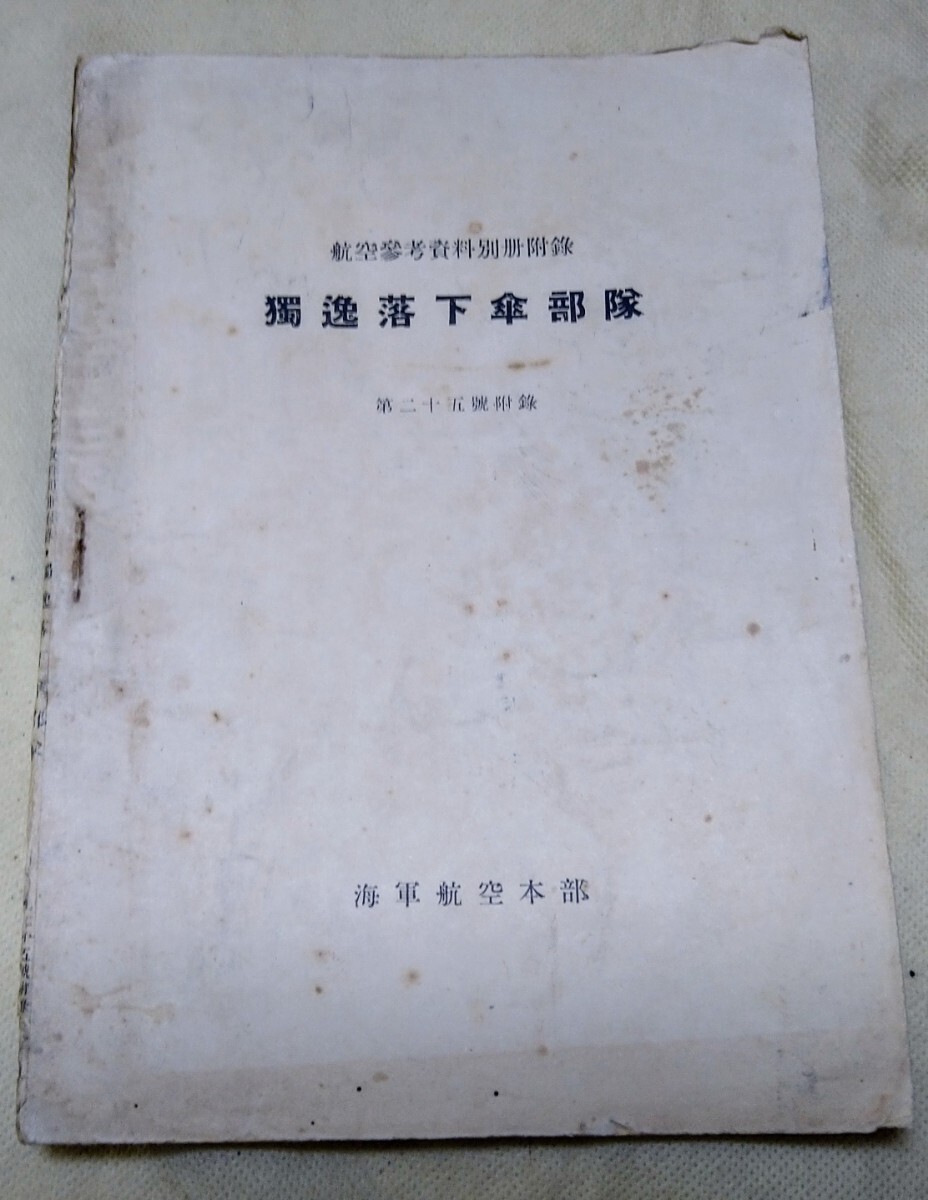 航空參考資料別册附錄
獨逸落下傘部隊
第二十五號附錄
海軍航空本部